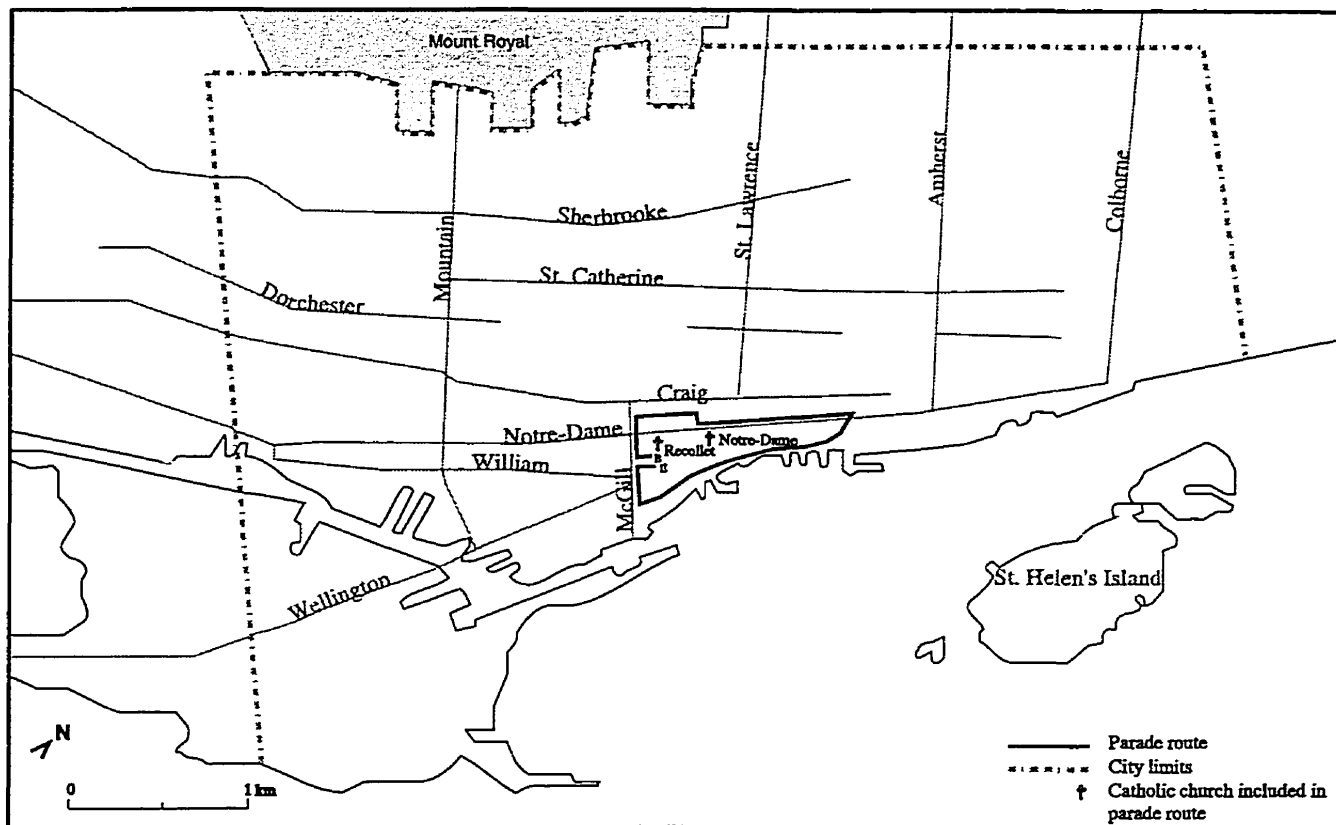 Mount Royal
Sherbrooke
St. Lawrence
Amherst
Colborne
Mountain
St. Catherine
Dorchester
Craig
Notre-Dame
Notre-Dame
Recollet
B
E
William
McGill
Wellington
St. Helen's Island
N
0 1 km
Parade route
City limits
Catholic church included in
parade route